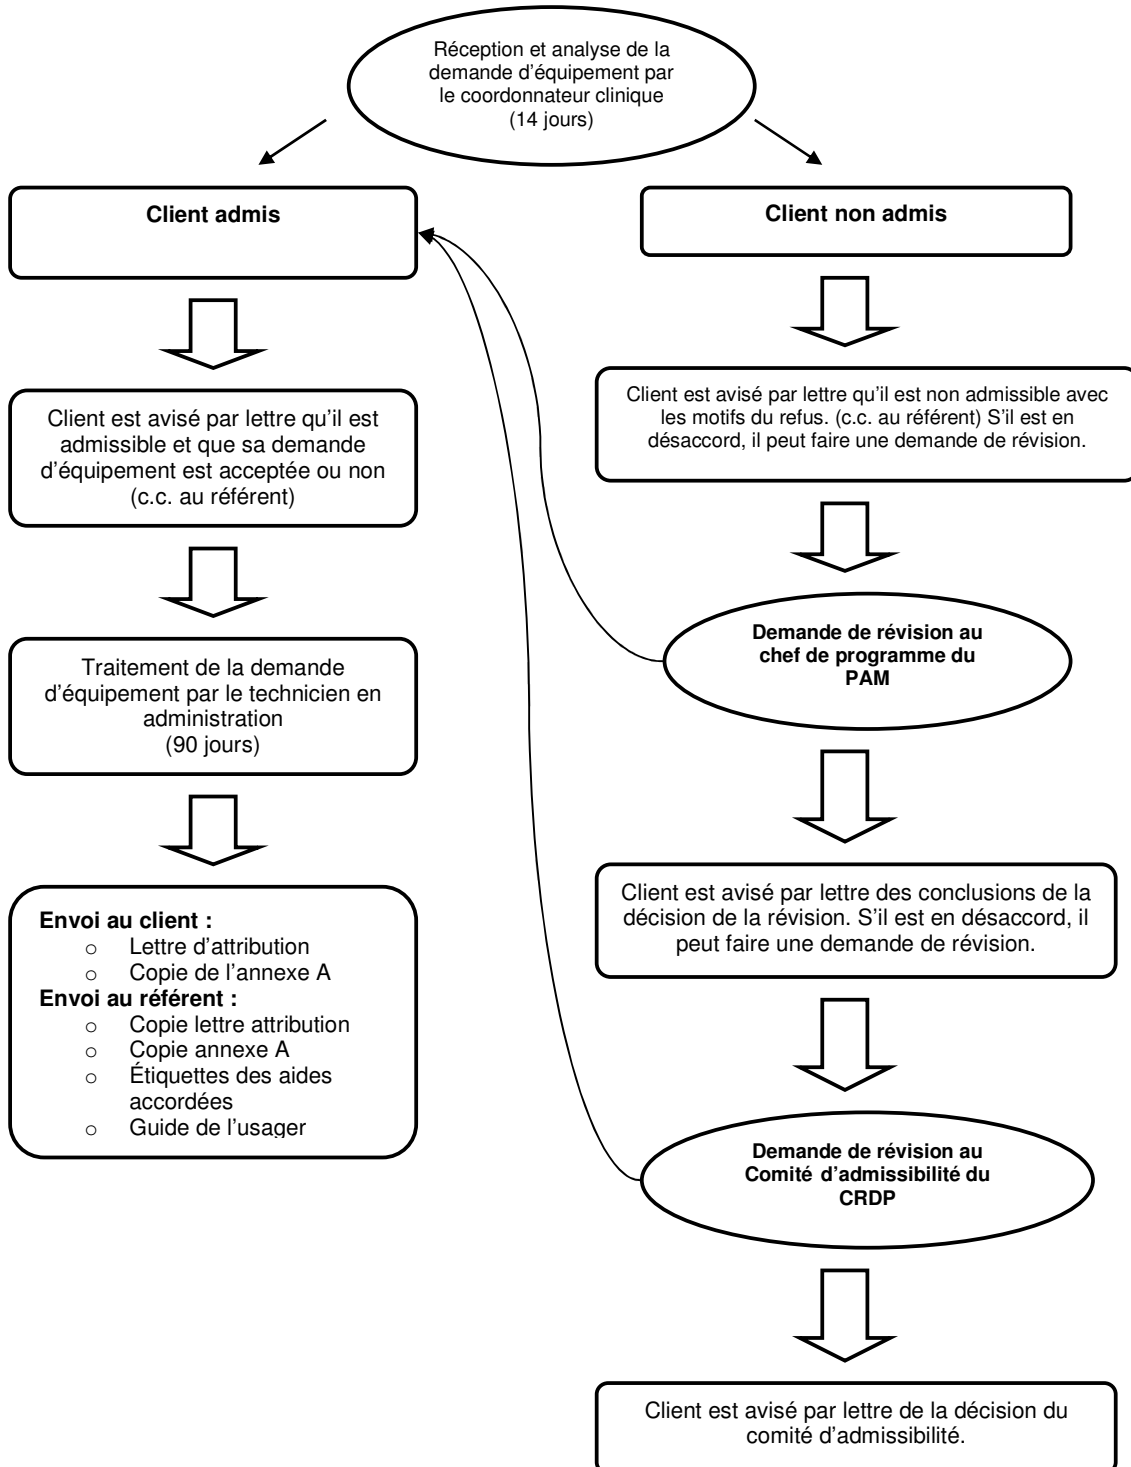 Réception et analyse de la
demande d'équipement par
le coordonnateur clinique
(14 jours)
Client admis
Client est avisé par lettre qu'il est
admissible et que sa demande
d'équipement est acceptée ou non
(c.c. au référent)
Traitement de la demande
d'équipement par le technicien en
administration
(90 jours)
Envoi au client :
o Lettre d'attribution
o Copie de l'annexe A
Envoi au référent :
o Copie lettre attribution
o Copie annexe A
o Étiquettes des aides
accordées
o Guide de l'usager
Client non admis
Client est avisé par lettre qu'il est non admissible avec
les motifs du refus. (c.c. au référent) S'il est en
désaccord, il peut faire une demande de révision.
Demande de révision au
chef de programme du
PAM
Client est avisé par lettre des conclusions de la
décision de la révision. S'il est en désaccord, il
peut faire une demande de révision.
Demande de révision au
Comité d'admissibilité du
CRDP
Client est avisé par lettre de la décision du
comité d'admissibilité.